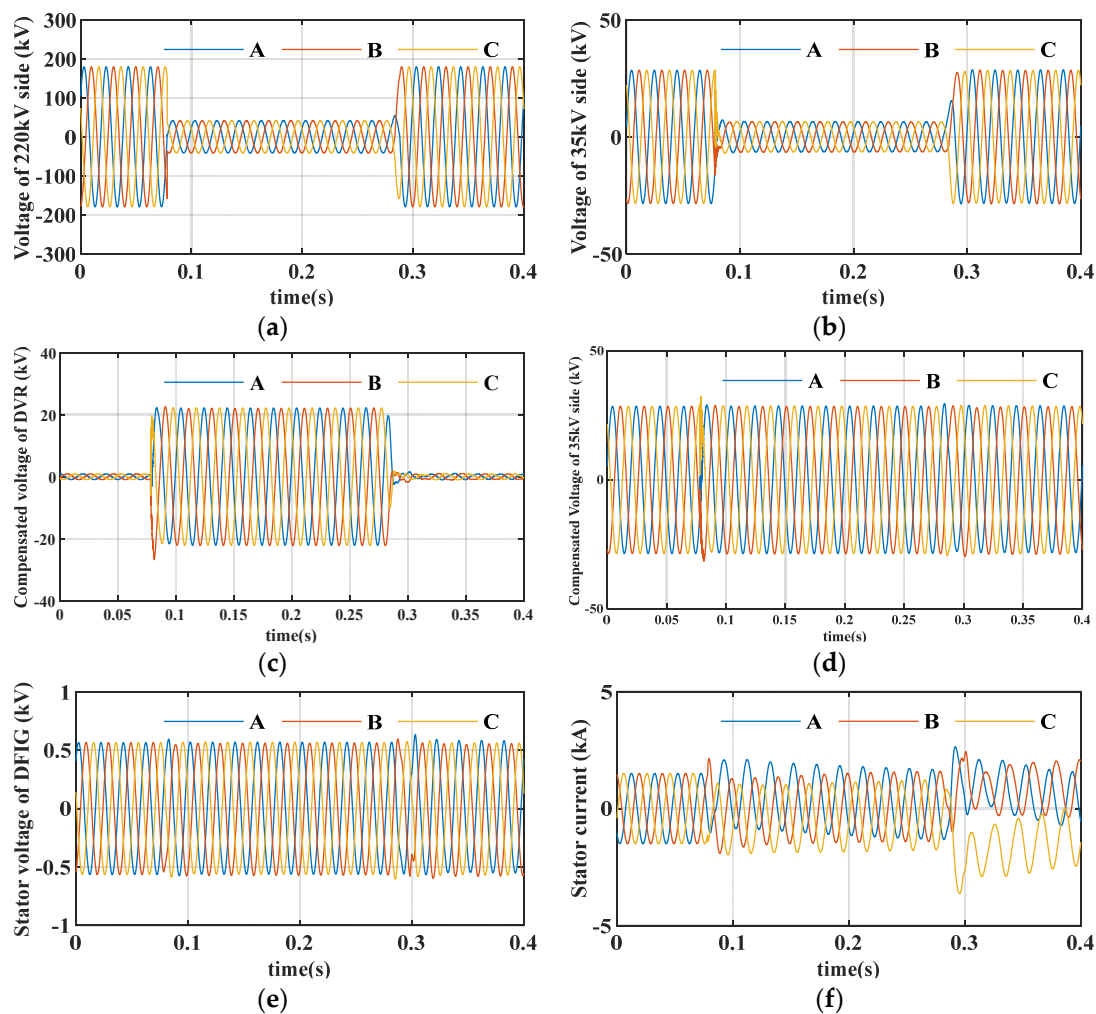 Voltage of 220kV side (kV)
300
200
100
0
-100
-200
-300
A B C
0 0.1 0.2 0.3 0.4
time(s)
(a)
Voltage of 35kV side (kV)
50
0
-50
A B C
0 0.1 0.2 0.3 0.4
time(s)
(b)
Compensated voltage of DVR (kV)
40
20
0
-20
-40
A B C
0 0.05 0.1 0.15 0.2 0.25 0.3 0.35 0.4
time(s)
(c)
Compensated Voltage of 35kV side (kV)
50
0
-50
A B C
0 0.05 0.1 0.15 0.2 0.25 0.3 0.35 0.4
time(s)
(d)
Stator voltage of DFIG (kV)
1
0.5
0
-0.5
-1
A B C
0 0.1 0.2 0.3 0.4
time(s)
(e)
Stator current (kA)
5
0
-5
A B C
0 0.1 0.2 0.3 0.4
time(s)
(f)